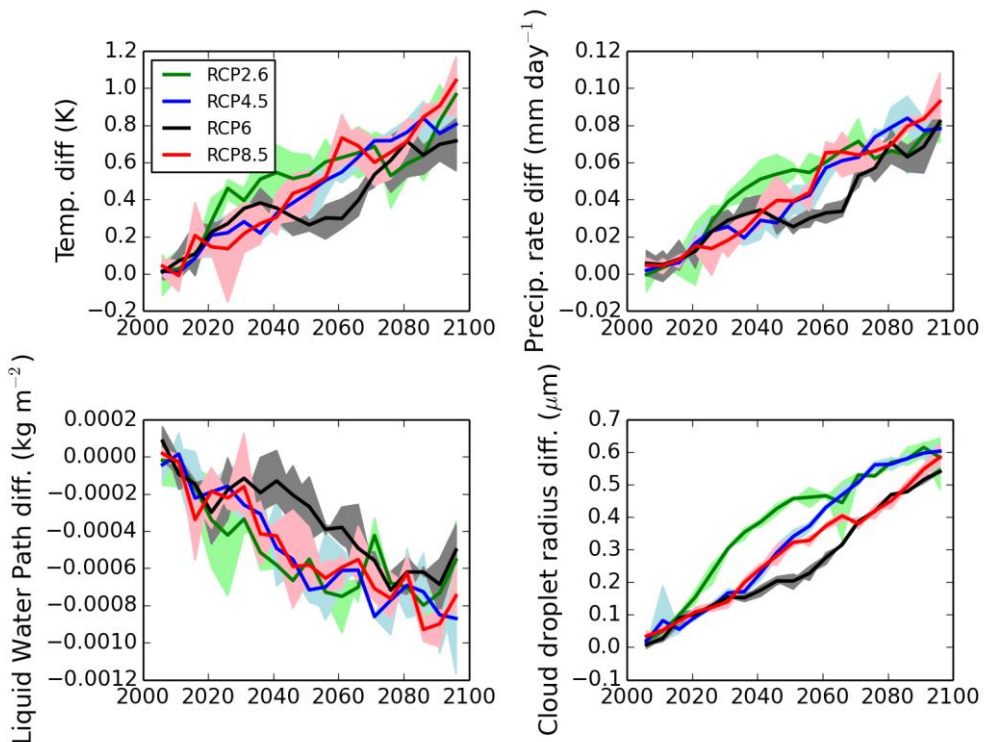 Temp. diff (K)
1.2
1.0
0.8
0.6
0.4
0.2
0.0
−0.2
RCP2.6
RCP4.5
RCP6
RCP8.5
2000 2020 2040 2060 2080 2100
Precip. rate diff (mm day⁻¹)
0.12
0.10
0.08
0.06
0.04
0.02
0.00
−0.02
2000 2020 2040 2060 2080 2100
Liquid Water Path diff. (kg m⁻²)
0.0002
0.0000
−0.0002
−0.0004
−0.0006
−0.0008
−0.0010
−0.0012
2000 2020 2040 2060 2080 2100
Cloud droplet radius diff. (μm)
0.7
0.6
0.5
0.4
0.3
0.2
0.1
0.0
−0.1
2000 2020 2040 2060 2080 2100